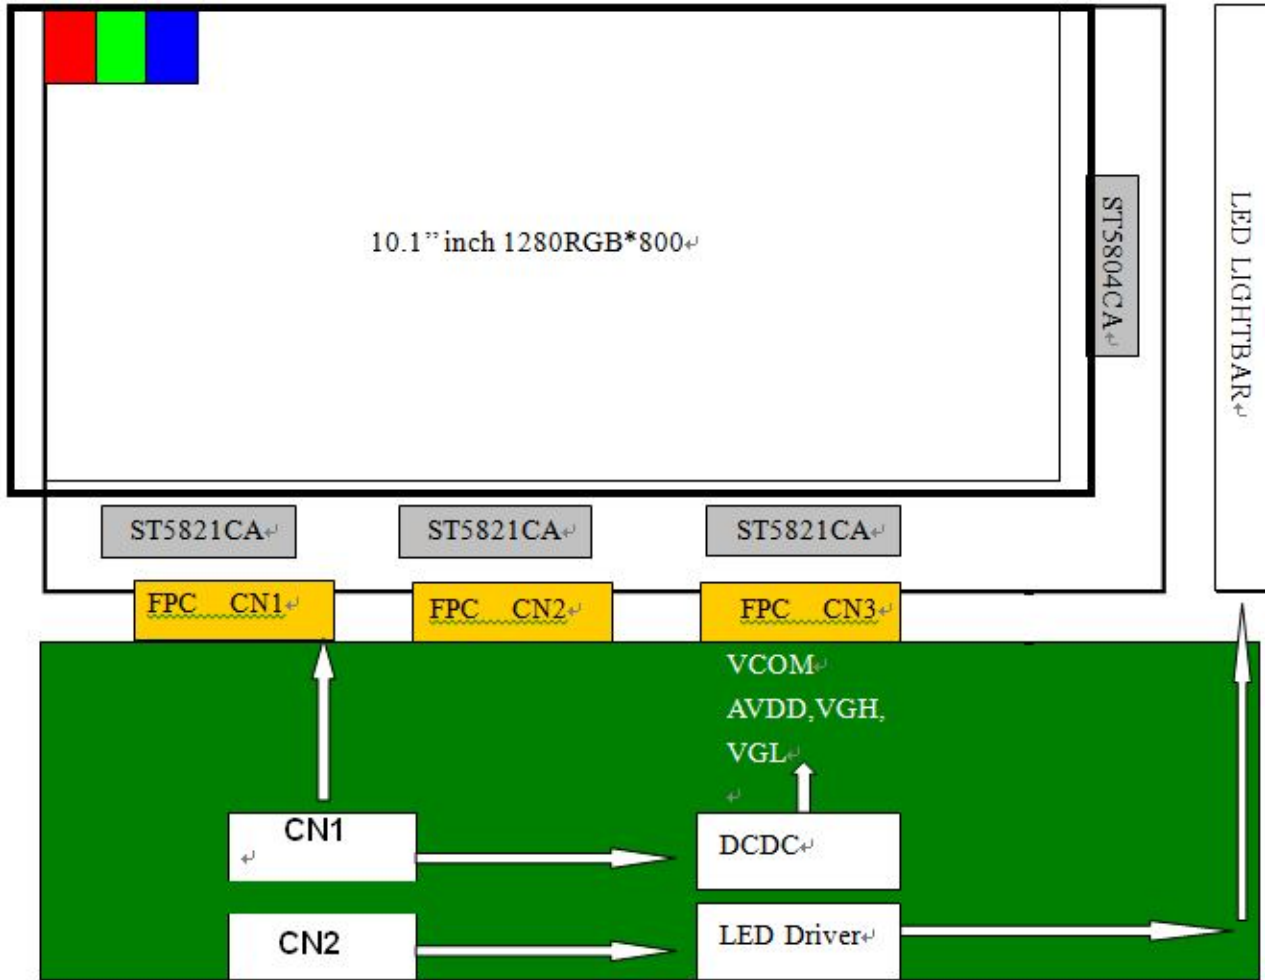 10.1” inch 1280RGB*800↵
ST5804CA↵
LED LIGHTBAR↵
ST5821CA↵
ST5821CA↵
ST5821CA↵
FPC CN1↵
FPC CN2↵
FPC CN3↵
VCOM↵
AVDD,VGH,
VGL↵
↵
CN1
↵
DCDC↵
CN2
LED Driver↵